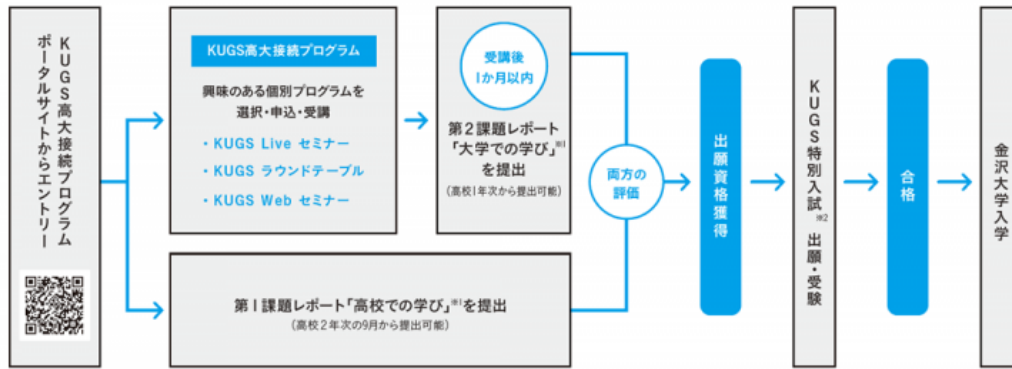 KUGS高大接続プログラム
ポータルサイトからエントリー
KUGS高大接続プログラム
興味のある個別プログラムを
選択・申込・受講
・KUGS Live セミナー
・KUGS ラウンドテーブル
・KUGS Web セミナー
受講後
1か月以内
第2課題レポート
「大学での学び」※1
を提出
(高校1年次から提出可能)
第1課題レポート「高校での学び」※1を提出
(高校2年次の9月から提出可能)
両方の
評価
出願資格獲得
KUGS特別入試※2 出願・受験
合格
金沢大学入学